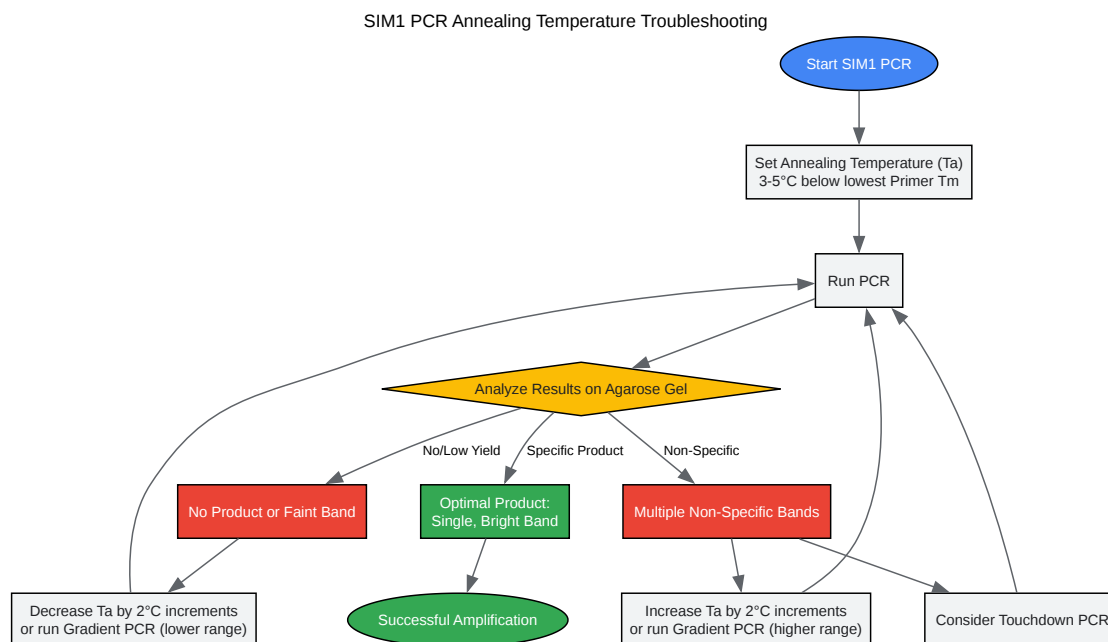 SIM1 PCR Annealing Temperature Troubleshooting
Start SIM1 PCR
Set Annealing Temperature (Ta)
3-5°C below lowest Primer Tm
Run PCR
Analyze Results on Agarose Gel
No/Low Yield
Specific Product
Non-Specific
No Product or Faint Band
Optimal Product:
Single, Bright Band
Multiple Non-Specific Bands
Decrease Ta by 2°C increments
or run Gradient PCR (lower range)
Successful Amplification
Increase Ta by 2°C increments
or run Gradient PCR (higher range)
Consider Touchdown PCR